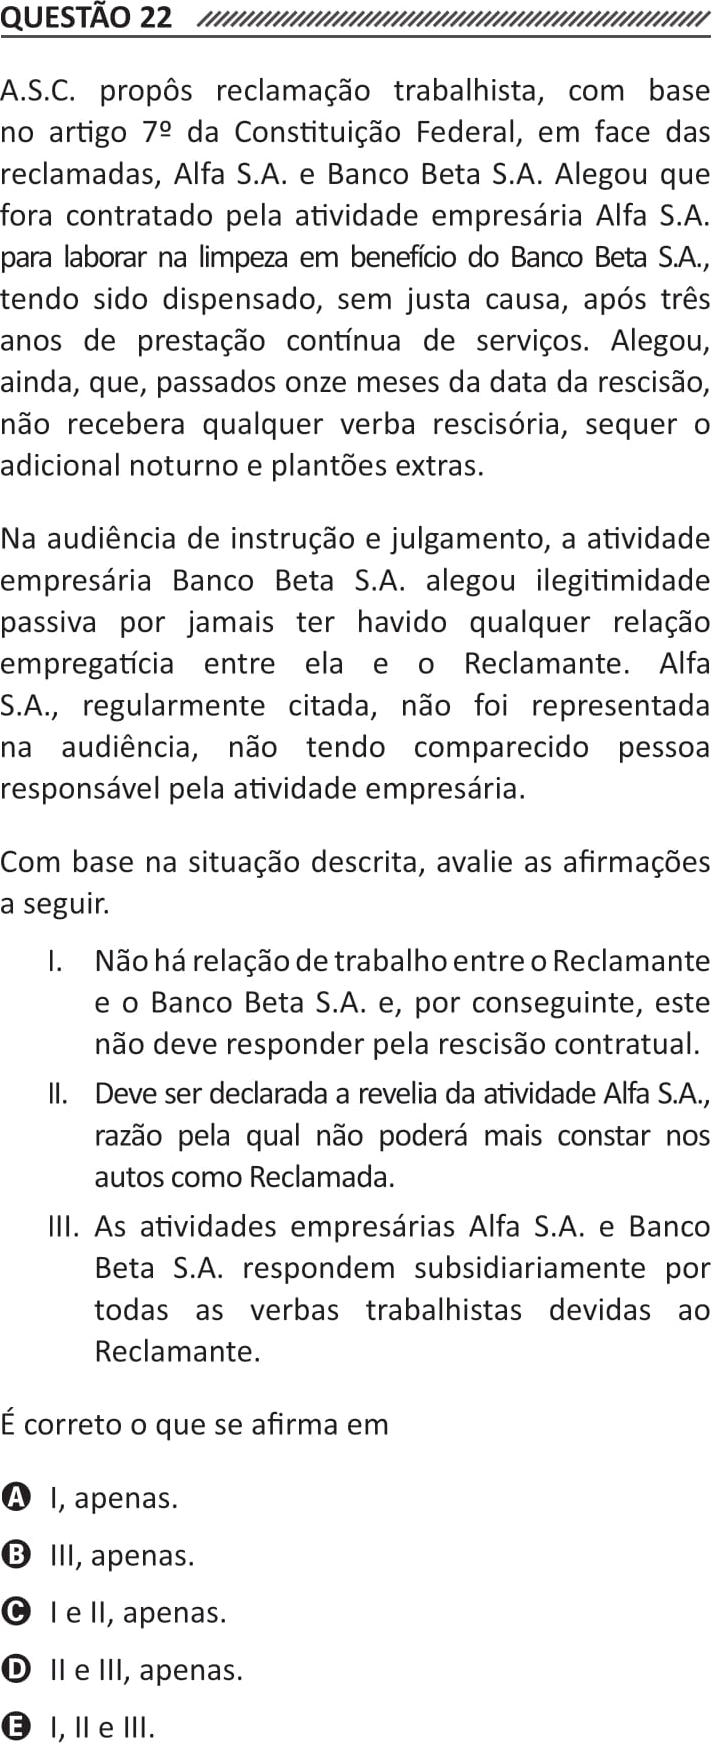 QUESTÃO 22
A.S.C. propôs reclamação trabalhista, com base
no artigo 7º da Constituição Federal, em face das
reclamadas, Alfa S.A. e Banco Beta S.A. Alegou que
fora contratado pela atividade empresária Alfa S.A.
para laborar na limpeza em benefício do Banco Beta S.A.,
tendo sido dispensado, sem justa causa, após três
anos de prestação contínua de serviços. Alegou,
ainda, que, passados onze meses da data da rescisão,
não recebera qualquer verba rescisória, sequer o
adicional noturno e plantões extras.
Na audiência de instrução e julgamento, a atividade
empresária Banco Beta S.A. alegou ilegitimidade
passiva por jamais ter havido qualquer relação
empregatícia entre ela e o Reclamante. Alfa
S.A., regularmente citada, não foi representada
na audiência, não tendo comparecido pessoa
responsável pela atividade empresária.
Com base na situação descrita, avalie as afirmações
a seguir.
I. Não há relação de trabalho entre o Reclamante
e o Banco Beta S.A. e, por conseguinte, este
não deve responder pela rescisão contratual.
II. Deve ser declarada a revelia da atividade Alfa S.A.,
razão pela qual não poderá mais constar nos
autos como Reclamada.
III. As atividades empresárias Alfa S.A. e Banco
Beta S.A. respondem subsidiariamente por
todas as verbas trabalhistas devidas ao
Reclamante.
É correto o que se afirma em
A I, apenas.
B III, apenas.
C I e II, apenas.
D II e III, apenas.
E I, II e III.